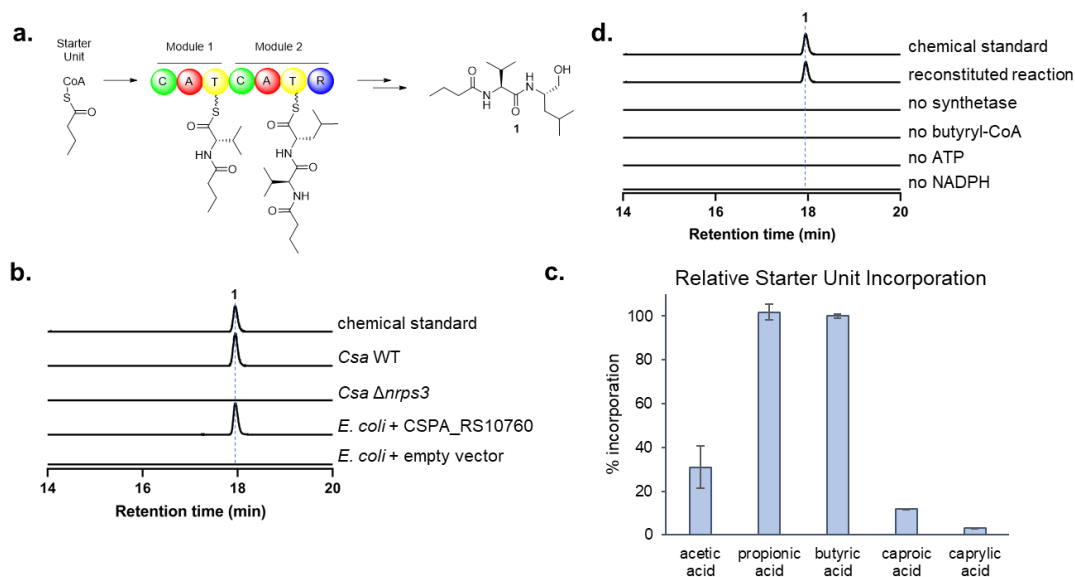 a.
Starter
Unit
Module 1
Module 2
CoA
S
O
C A T C A T R
S
O
NH
O
S
O
NH
O
NH
O
O
N
H
O
H
N
OH
1
b.
1
chemical standard
Csa WT
Csa Δnrps3
E. coli + CSPA_RS10760
E. coli + empty vector
14 16 18 20
Retention time (min)
d.
1
chemical standard
reconstituted reaction
no synthetase
no butyryl-CoA
no ATP
no NADPH
14 16 18 20
Retention time (min)
c.
Relative Starter Unit Incorporation
% incorporation
100
80
60
40
20
0
acetic
acid
propionic
acid
butyric
acid
caproic
acid
caprylic
acid